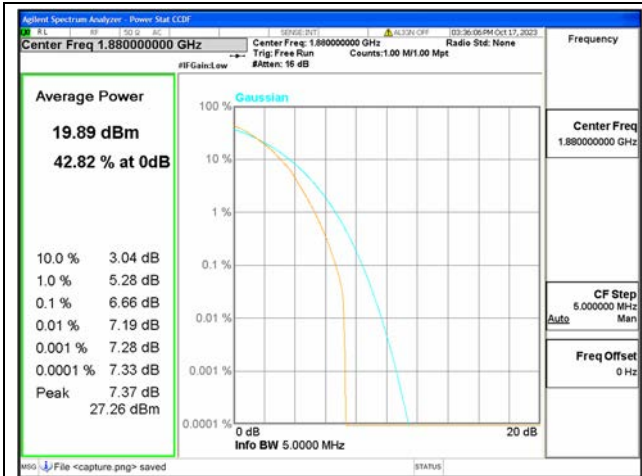 Agilent Spectrum Analyzer - Power Stat CCDF
RL RF 50 Ω AC SENSE:INT ALIGN OFF 03:36:06 PM Oct 17, 2023
Center Freq 1.880000000 GHz
Center Freq: 1.880000000 GHz Radio Std: None
Trig: Free Run Counts:1.00 M/1.00 Mpt
#IFGain:Low #Atten: 16 dB
Frequency
Average Power
19.89 dBm
42.82 % at 0dB
10.0 % 3.04 dB
1.0 % 5.28 dB
0.1 % 6.66 dB
0.01 % 7.19 dB
0.001 % 7.28 dB
0.0001 % 7.33 dB
Peak 7.37 dB
27.26 dBm
Gaussian
100 %
10 %
1 %
0.1 %
0.01 %
0.001 %
0.0001 %
0 dB 20 dB
Info BW 5.0000 MHz
Center Freq
1.880000000 GHz
CF Step
5.000000 MHz
Auto Man
Freq Offset
0 Hz
MSG File <capture.png> saved STATUS